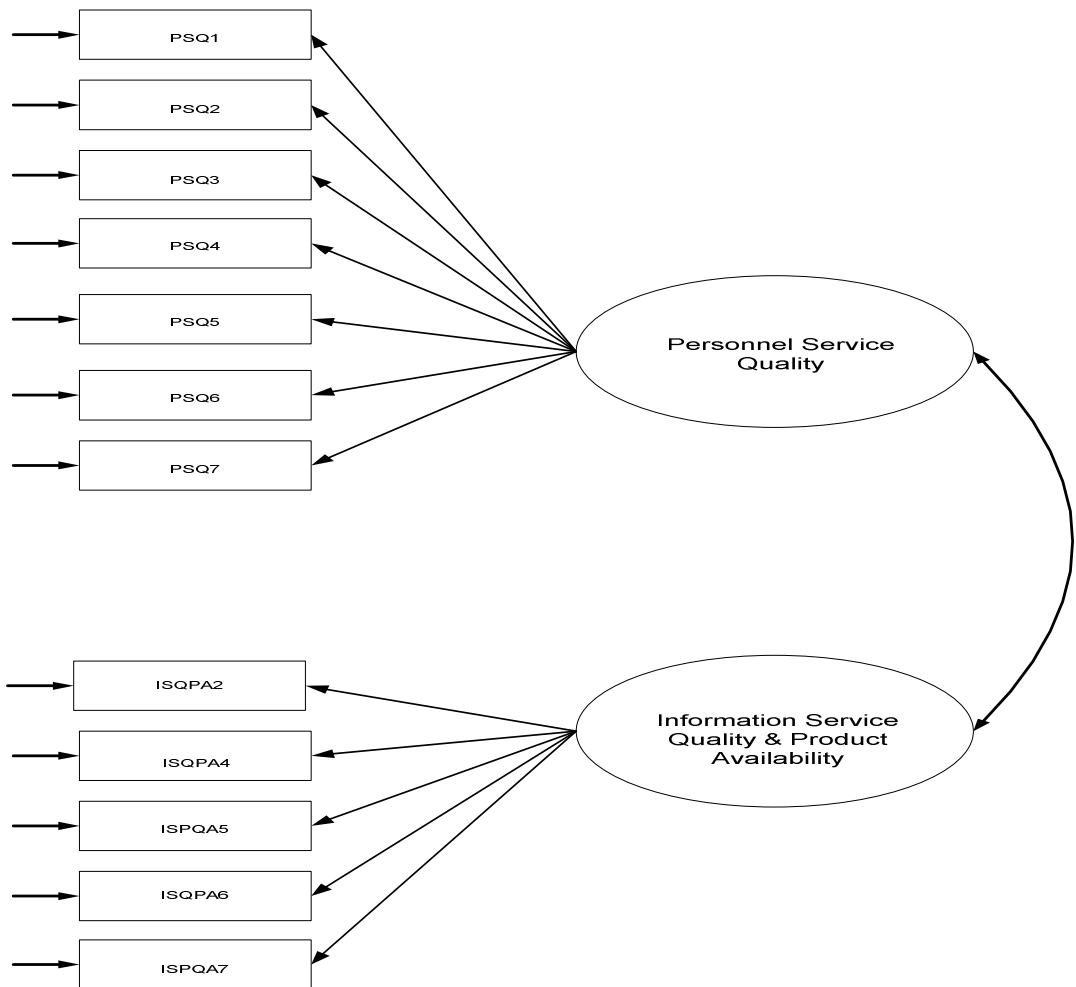 PSQ1
PSQ2
PSQ3
PSQ4
PSQ5
PSQ6
PSQ7
Personnel Service
Quality
ISQPA2
ISQPA4
ISPQA5
ISQPA6
ISPQA7
Information Service
Quality & Product
Availability